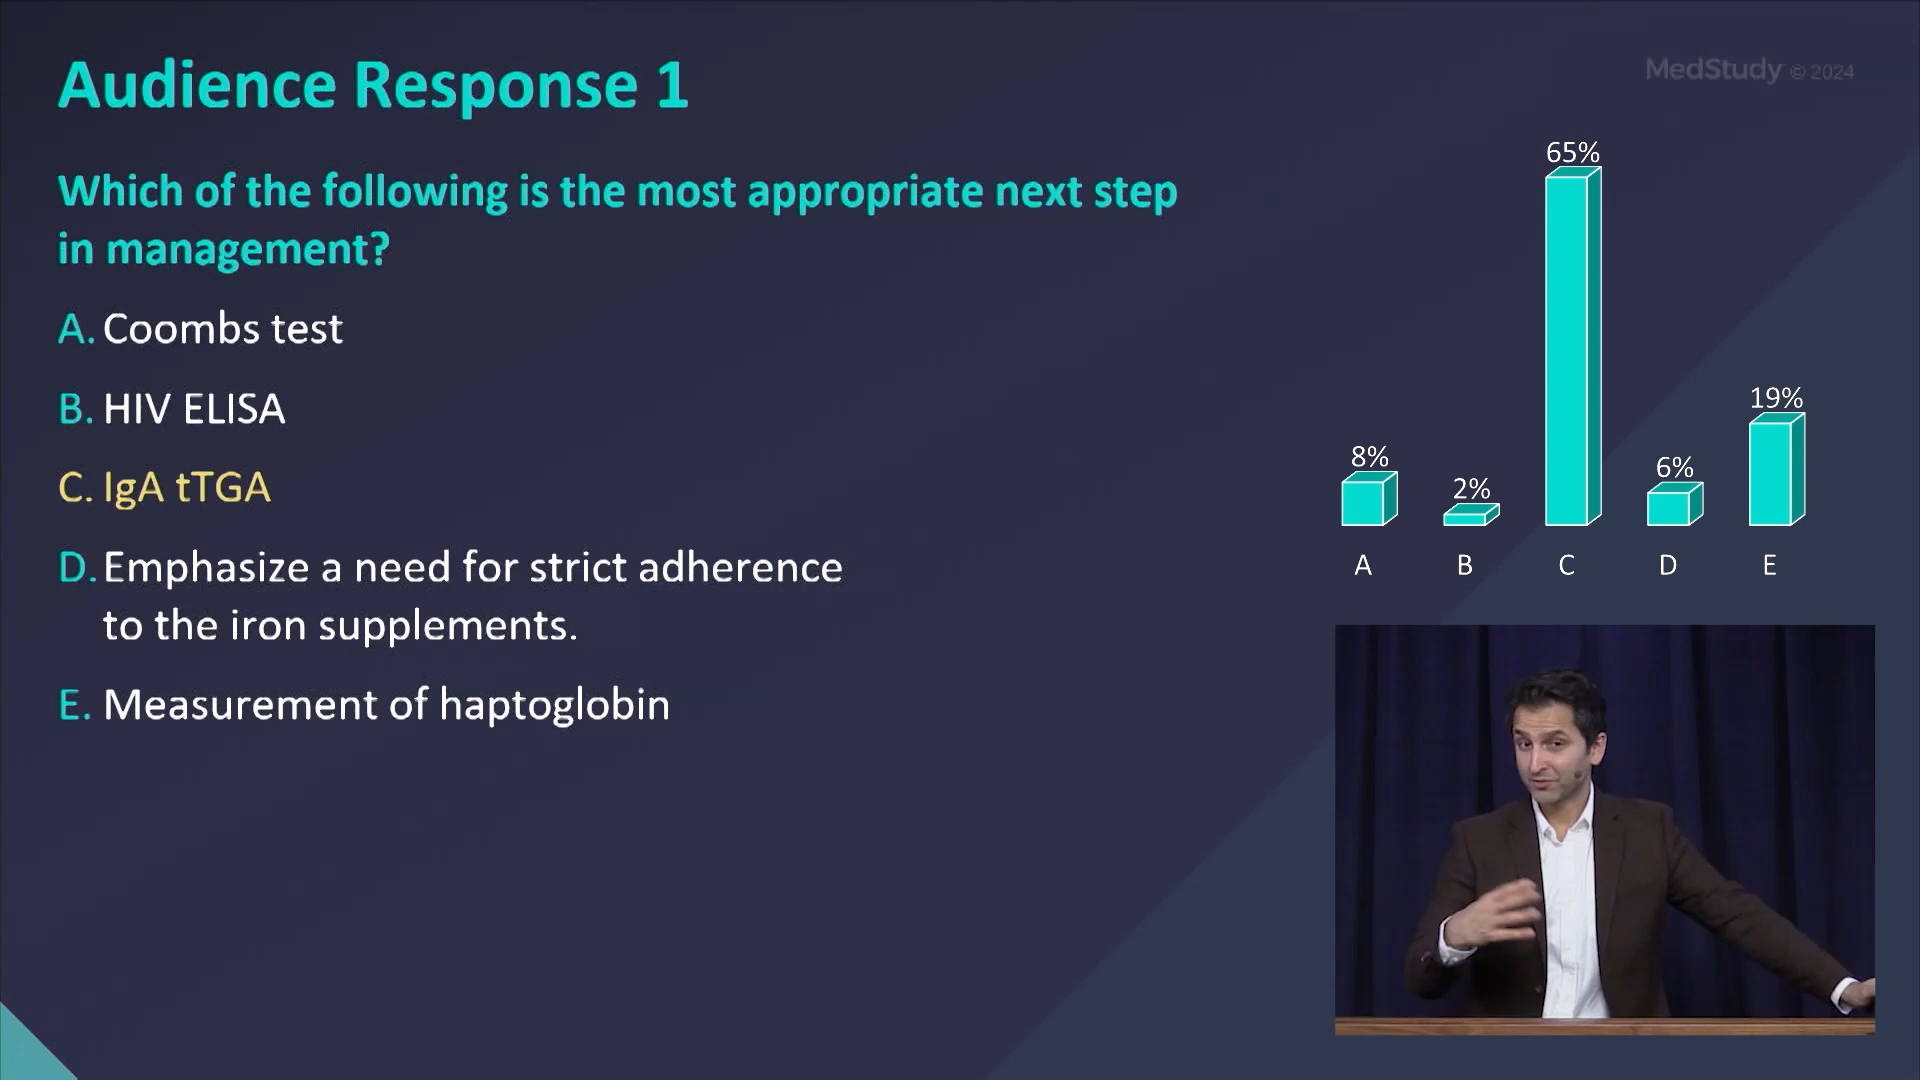 Audience Response 1
MedStudy © 2024
Which of the following is the most appropriate next step
in management?
A. Coombs test
B. HIV ELISA
C. IgA tTGA
D. Emphasize a need for strict adherence
to the iron supplements.
E. Measurement of haptoglobin
65%
19%
8%
6%
2%
A B C D E